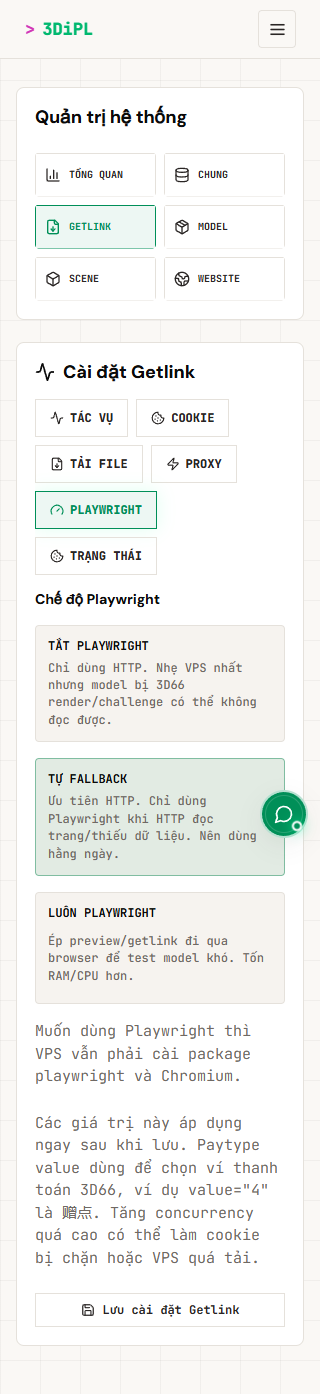 > 3DiPL
Quản trị hệ thống
TỔNG QUAN
CHUNG
GETLINK
MODEL
SCENE
WEBSITE
Cài đặt Getlink
TÁC VỤ
COOKIE
TẢI FILE
PROXY
PLAYWRIGHT
TRẠNG THÁI
Chế độ Playwright
TẮT PLAYWRIGHT
Chỉ dùng HTTP. Nhẹ VPS nhất
nhưng model bị 3D66
render/challenge có thể không
đọc được.
TỰ FALLBACK
Ưu tiên HTTP. Chỉ dùng
Playwright khi HTTP đọc
trang/thiếu dữ liệu. Nên dùng
hằng ngày.
LUÔN PLAYWRIGHT
Ép preview/getlink đi qua
browser để test model khó. Tốn
RAM/CPU hơn.
Muốn dùng Playwright thì
VPS vẫn phải cài package
playwright và Chromium.
Các giá trị này áp dụng
ngay sau khi lưu. Paytype
value dùng để chọn ví thanh
toán 3D66, ví dụ value="4"
là 赠点. Tăng concurrency
quá cao có thể làm cookie
bị chặn hoặc VPS quá tải.
Lưu cài đặt Getlink